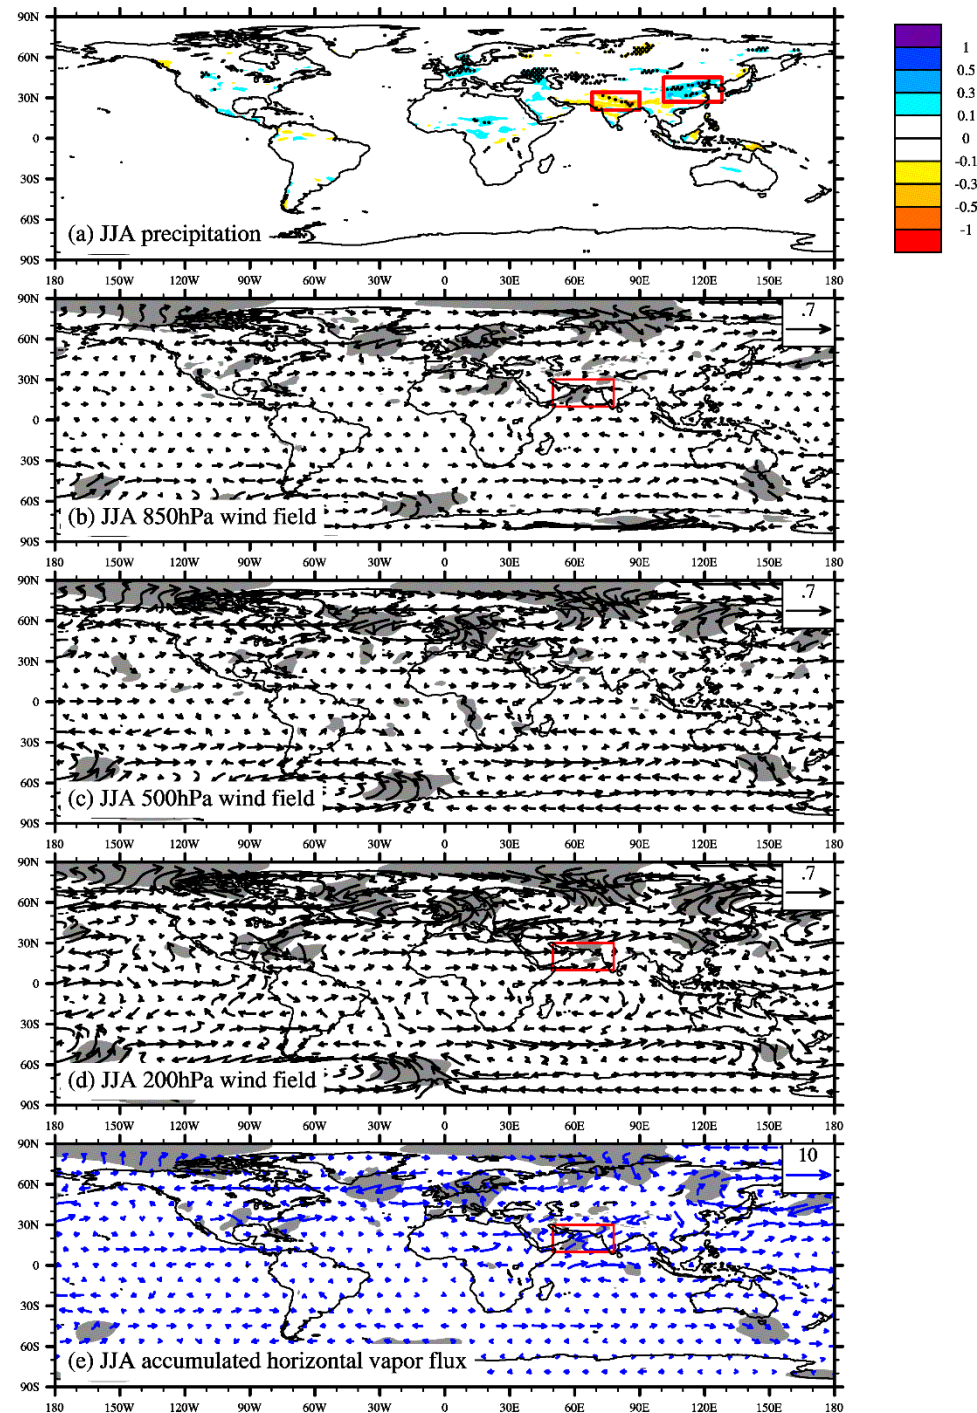 90N
60N
30N
0
30S
60S
90S
(a) JJA precipitation
180 150W 120W 90W 60W 30W 0 30E 60E 90E 120E 150E 180
1
0.5
0.3
0.1
0
-0.1
-0.3
-0.5
-1
90N
60N
30N
0
30S
60S
90S
.7
(b) JJA 850hPa wind field
180 150W 120W 90W 60W 30W 0 30E 60E 90E 120E 150E 180
90N
60N
30N
0
30S
60S
90S
.7
(c) JJA 500hPa wind field
180 150W 120W 90W 60W 30W 0 30E 60E 90E 120E 150E 180
90N
60N
30N
0
30S
60S
90S
.7
(d) JJA 200hPa wind field
180 150W 120W 90W 60W 30W 0 30E 60E 90E 120E 150E 180
90N
60N
30N
0
30S
60S
90S
10
(e) JJA accumulated horizontal vapor flux
180 150W 120W 90W 60W 30W 0 30E 60E 90E 120E 150E 180